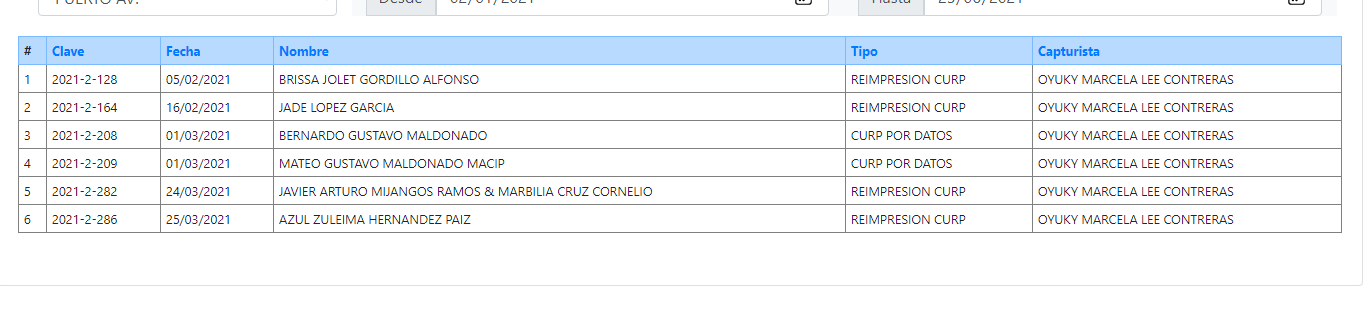 PUERTO AV. Desde 02/01/2021 Hasta
# Clave Fecha Nombre Tipo Capturista
1 2021-2-128 05/02/2021 BRISSA JOLET GORDILLO ALFONSO REIMPRESION CURP OYUKY MARCELA LEE CONTRERAS
2 2021-2-164 16/02/2021 JADE LOPEZ GARCIA REIMPRESION CURP OYUKY MARCELA LEE CONTRERAS
3 2021-2-208 01/03/2021 BERNARDO GUSTAVO MALDONADO CURP POR DATOS OYUKY MARCELA LEE CONTRERAS
4 2021-2-209 01/03/2021 MATEO GUSTAVO MALDONADO MACIP CURP POR DATOS OYUKY MARCELA LEE CONTRERAS
5 2021-2-282 24/03/2021 JAVIER ARTURO MIJANGOS RAMOS & MARBILIA CRUZ CORNELIO REIMPRESION CURP OYUKY MARCELA LEE CONTRERAS
6 2021-2-286 25/03/2021 AZUL ZULEIMA HERNANDEZ PAIZ REIMPRESION CURP OYUKY MARCELA LEE CONTRERAS